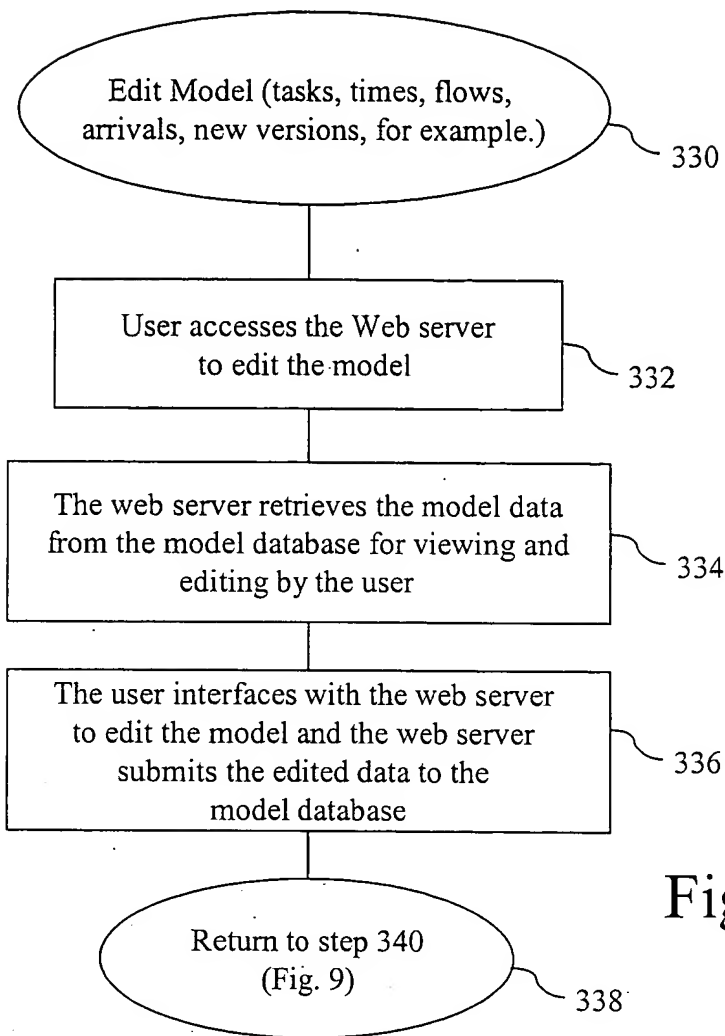 Edit Model (tasks, times, flows,
arrivals, new versions, for example.)
330
User accesses the Web server
to edit the model
332
The web server retrieves the model data
from the model database for viewing and
editing by the user
334
The user interfaces with the web server
to edit the model and the web server
submits the edited data to the
model database
336
Return to step 340
(Fig. 9)
338